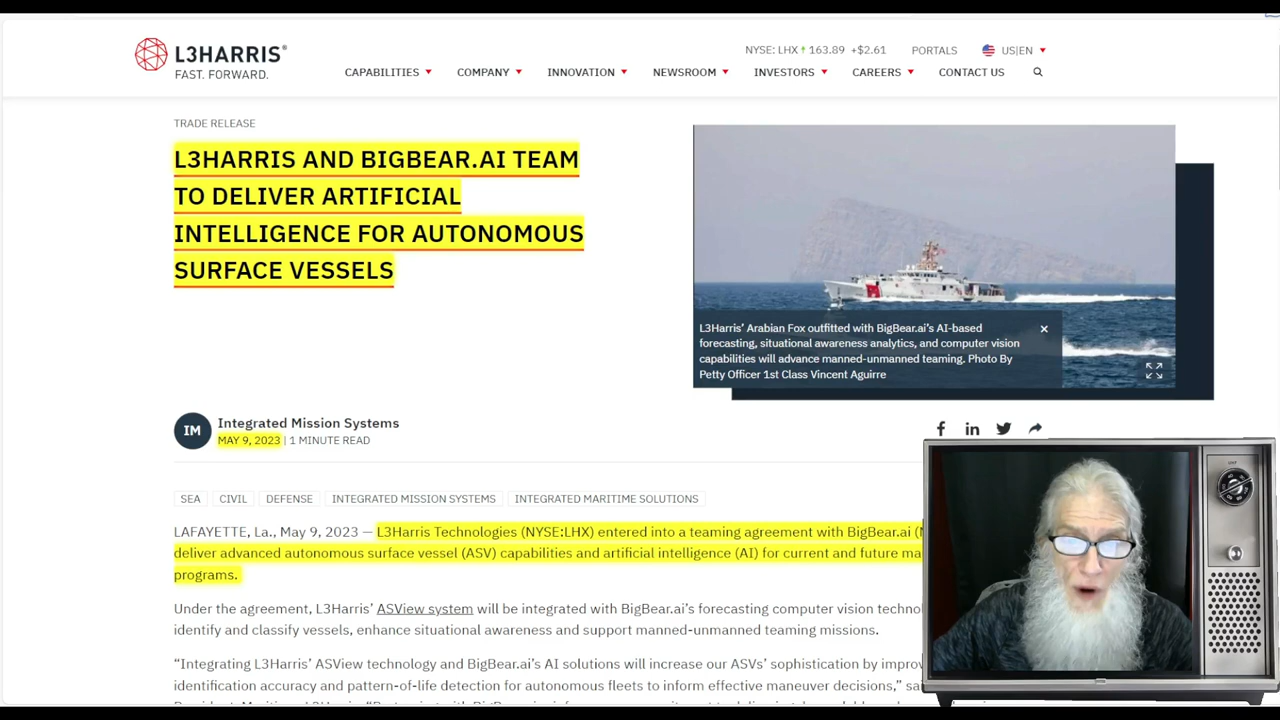 L3HARRIS®
FAST. FORWARD.
NYSE: LHX 163.89 +$2.61 PORTALS US|EN
CAPABILITIES COMPANY INNOVATION NEWSROOM INVESTORS CAREERS CONTACT US
TRADE RELEASE
L3HARRIS AND BIGBEAR.AI TEAM
TO DELIVER ARTIFICIAL
INTELLIGENCE FOR AUTONOMOUS
SURFACE VESSELS
L3Harris’ Arabian Fox outfitted with BigBear.ai’s AI-based
forecasting, situational awareness analytics, and computer vision
capabilities will advance manned-unmanned teaming. Photo By
Petty Officer 1st Class Vincent Aguirre
IM
Integrated Mission Systems
MAY 9, 2023 | 1 MINUTE READ
SEA CIVIL DEFENSE INTEGRATED MISSION SYSTEMS INTEGRATED MARITIME SOLUTIONS
LAFAYETTE, La., May 9, 2023 — L3Harris Technologies (NYSE:LHX) entered into a teaming agreement with BigBear.ai
deliver advanced autonomous surface vessel (ASV) capabilities and artificial intelligence (AI) for current and future
programs.
Under the agreement, L3Harris’ ASView system will be integrated with BigBear.ai’s forecasting computer vision
identify and classify vessels, enhance situational awareness and support manned-unmanned teaming missions.
“Integrating L3Harris’ ASView technology and BigBear.ai’s AI solutions will increase our ASVs’ sophistication by
identification accuracy and pattern-of-life detection for autonomous fleets to inform effective maneuver decisions,”